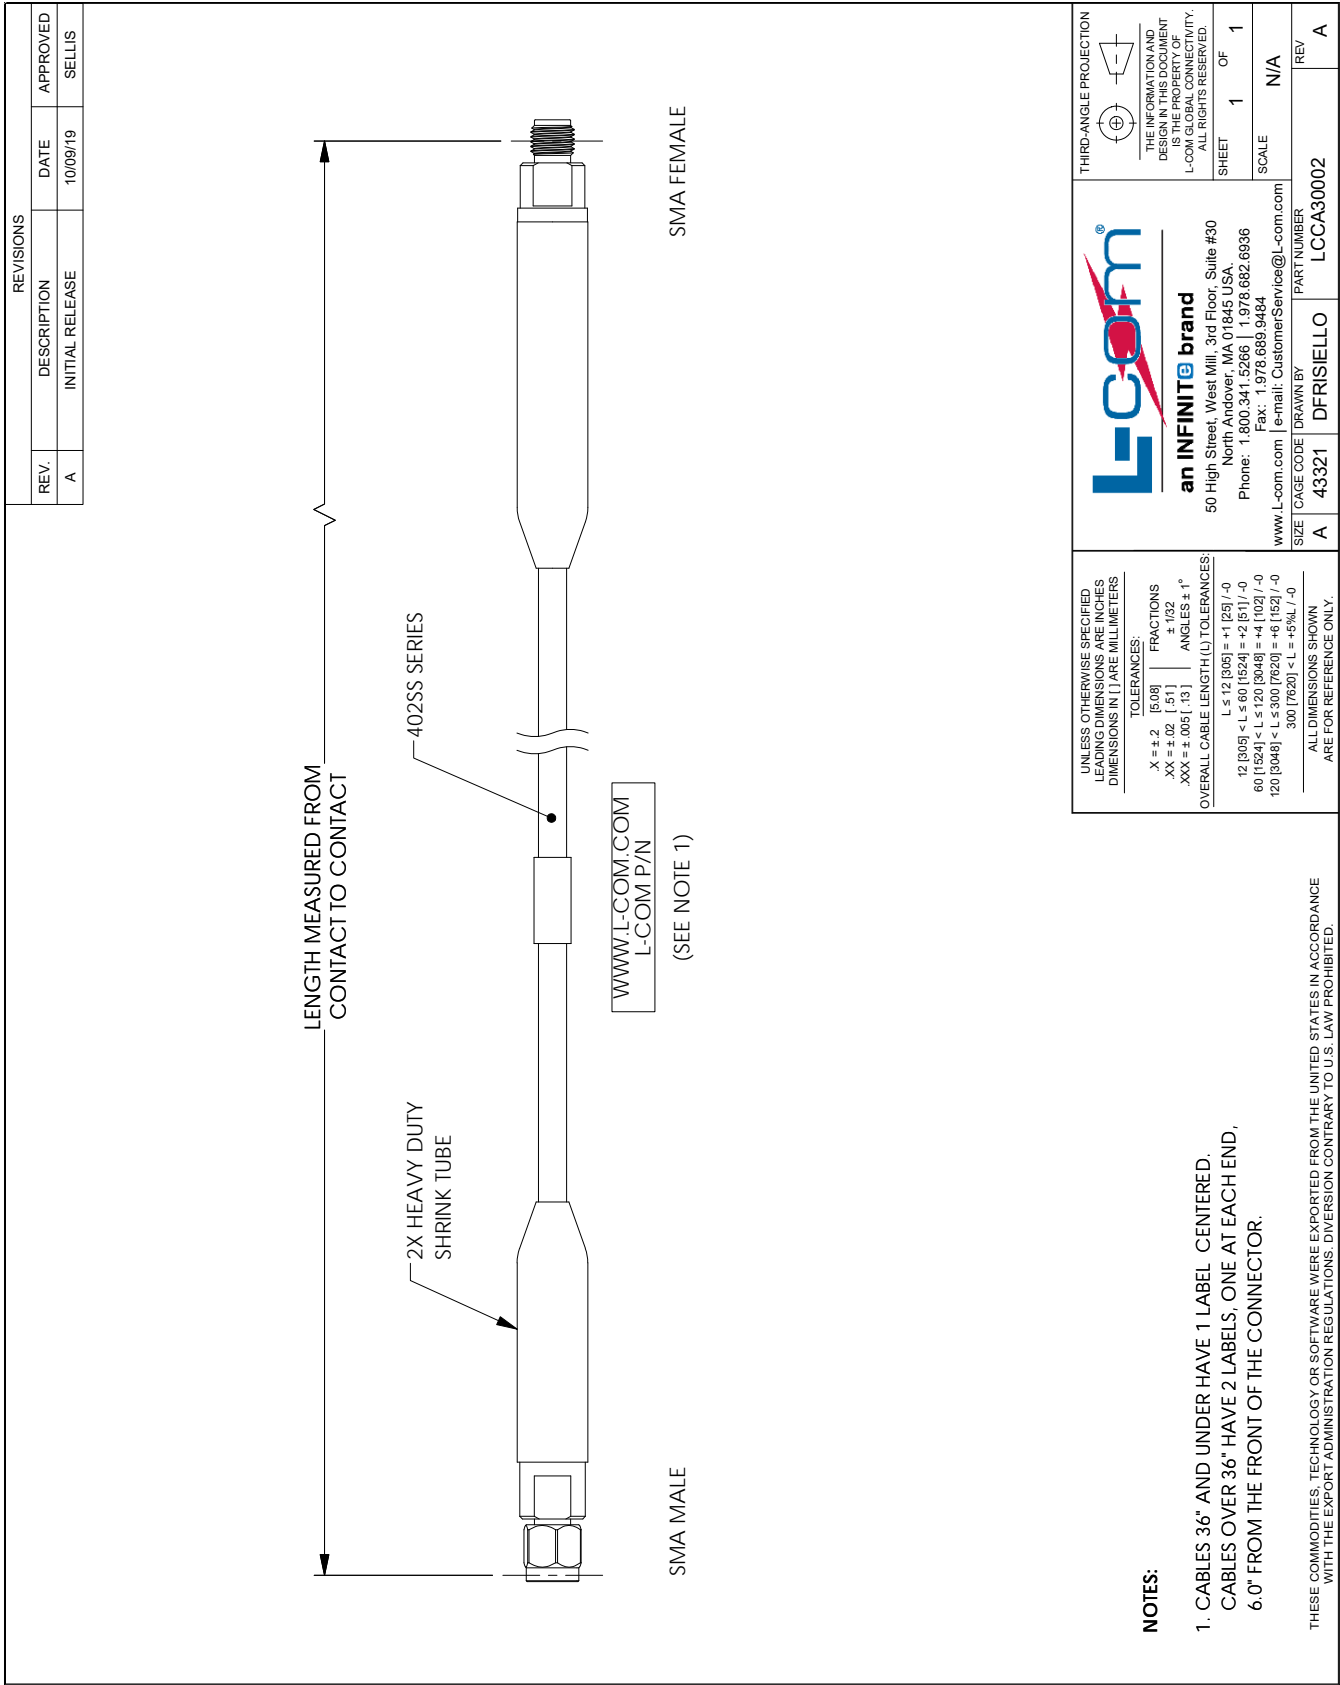 REVISIONS
REV. DESCRIPTION DATE APPROVED
A INITIAL RELEASE 10/09/19 SELLIS
LENGTH MEASURED FROM
CONTACT TO CONTACT
2X HEAVY DUTY
SHRINK TUBE
402SS SERIES
WWW.L-COM.COM
L-COM P/N
(SEE NOTE 1)
SMA MALE
SMA FEMALE
NOTES:
1. CABLES 36" AND UNDER HAVE 1 LABEL CENTERED.
CABLES OVER 36" HAVE 2 LABELS, ONE AT EACH END,
6.0" FROM THE FRONT OF THE CONNECTOR.
THESE COMMODITIES, TECHNOLOGY OR SOFTWARE WERE EXPORTED FROM THE UNITED STATES IN ACCORDANCE
WITH THE EXPORT ADMINISTRATION REGULATIONS. DIVERSION CONTRARY TO U.S. LAW PROHIBITED.
UNLESS OTHERWISE SPECIFIED
LEADING DIMENSIONS ARE INCHES
DIMENSIONS IN [ ] ARE MILLIMETERS
TOLERANCES:
.X = ±.2 [5.08] FRACTIONS
.XX = ±.02 [.51] ± 1/32
.XXX = ±.005 [.13] ANGLES ± 1°
OVERALL CABLE LENGTH (L) TOLERANCES:
L ≤ 12 [305] = +1 [25] / -0
12 [305] < L ≤ 60 [1524] = +2 [51] / -0
60 [1524] < L ≤ 120 [3048] = +4 [102] / -0
120 [3048] < L ≤ 300 [7620] = +6 [152] / -0
300 [7620] < L = +5%L / -0
ALL DIMENSIONS SHOWN
ARE FOR REFERENCE ONLY.
L-com®
an INFINITe brand
50 High Street, West Mill, 3rd Floor, Suite #30
North Andover, MA 01845 USA.
Phone: 1.800.341.5266 | 1.978.682.6936
Fax: 1.978.689.9484
www.L-com.com | e-mail: CustomerService@L-com.com
THIRD-ANGLE PROJECTION
THE INFORMATION AND
DESIGN IN THIS DOCUMENT
IS THE PROPERTY OF
L-COM GLOBAL CONNECTIVITY.
ALL RIGHTS RESERVED.
SHEET 1 OF 1
SCALE N/A
SIZE CAGE CODE DRAWN BY PART NUMBER REV
A 43321 DFRISIELLO LCCA30002 A